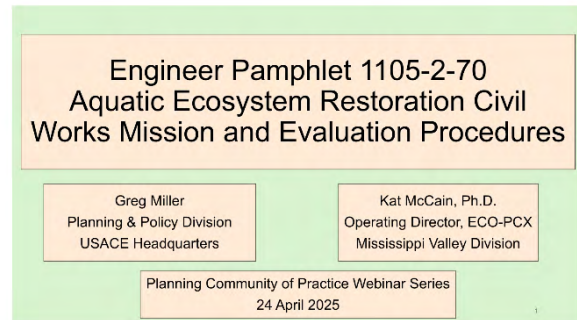 Engineer Pamphlet 1105-2-70
Aquatic Ecosystem Restoration Civil
Works Mission and Evaluation Procedures
Greg Miller
Planning & Policy Division
USACE Headquarters
Kat McCain, Ph.D.
Operating Director, ECO-PCX
Mississippi Valley Division
Planning Community of Practice Webinar Series
24 April 2025
1